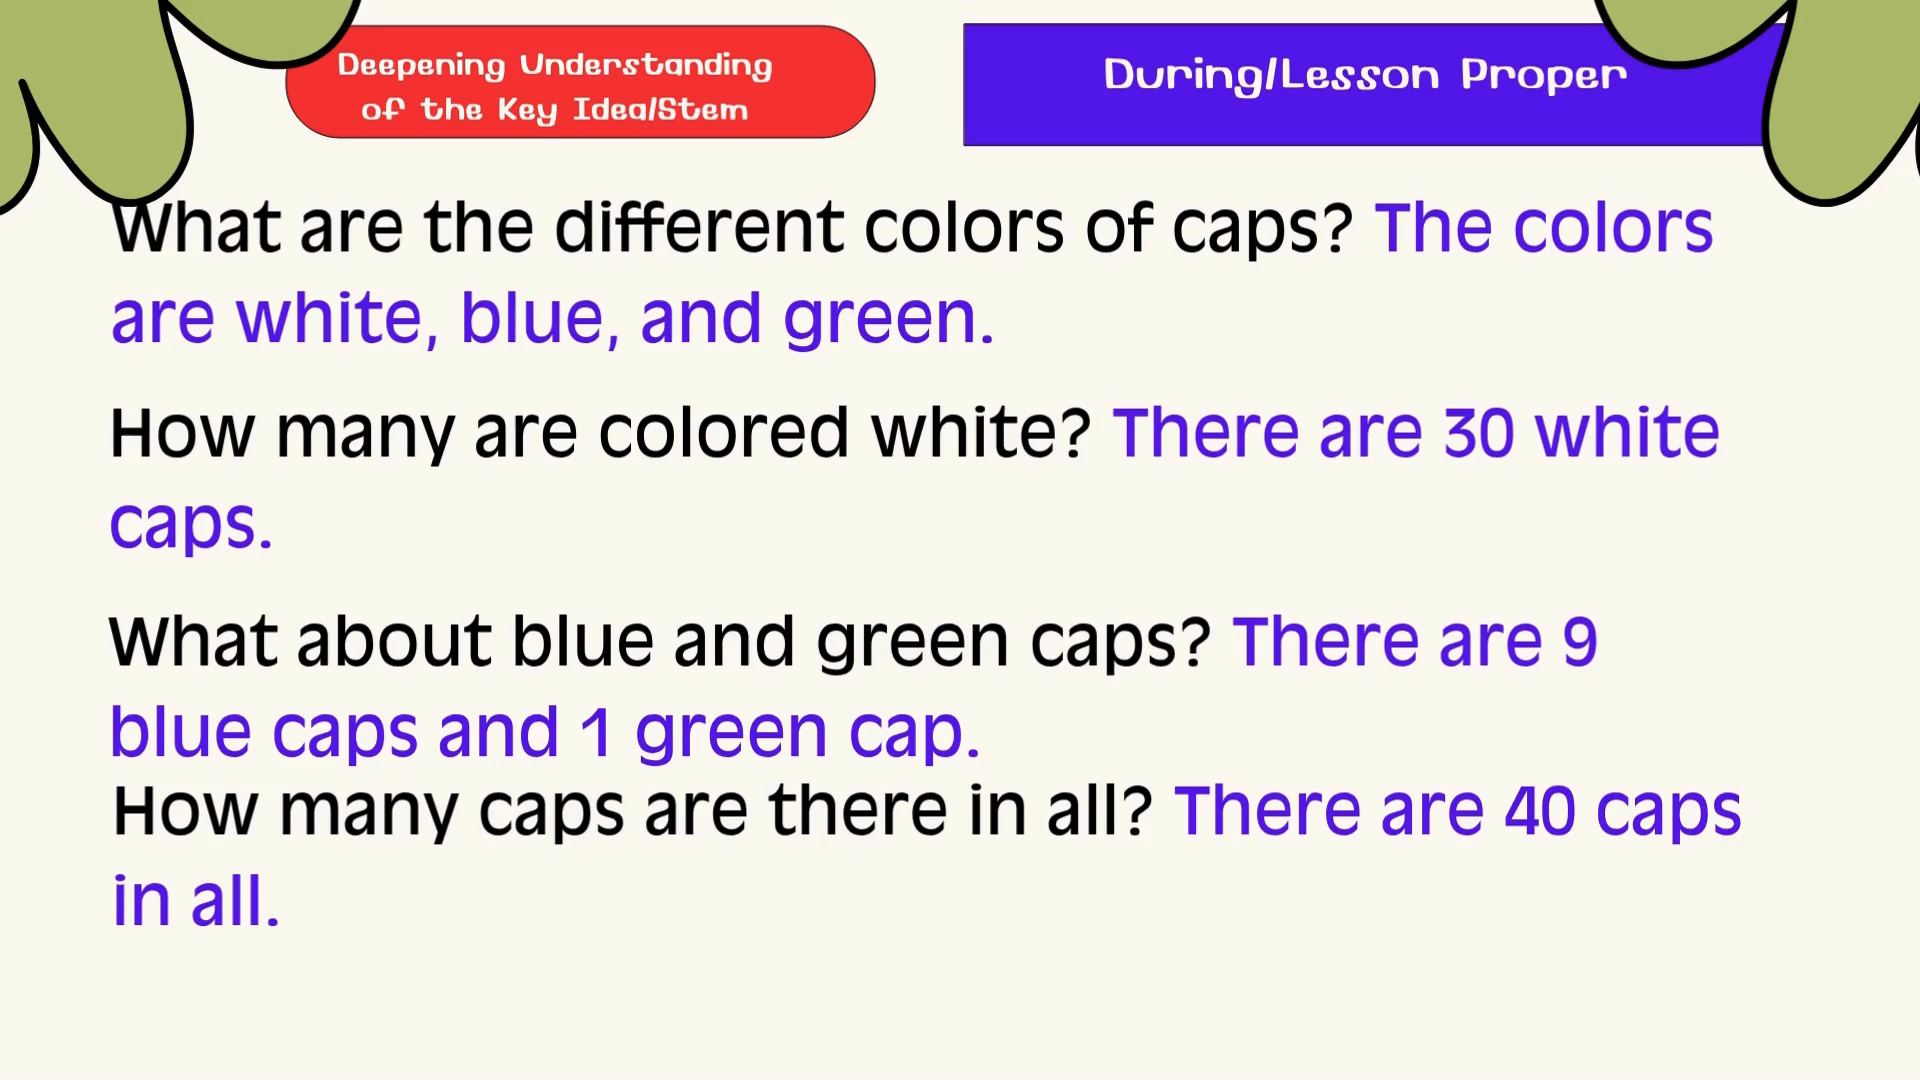 Deepening Understanding
of the Key Idea/Stem
During/Lesson Proper
What are the different colors of caps? The colors
are white, blue, and green.
How many are colored white? There are 30 white
caps.
What about blue and green caps? There are 9
blue caps and 1 green cap.
How many caps are there in all? There are 40 caps
in all.